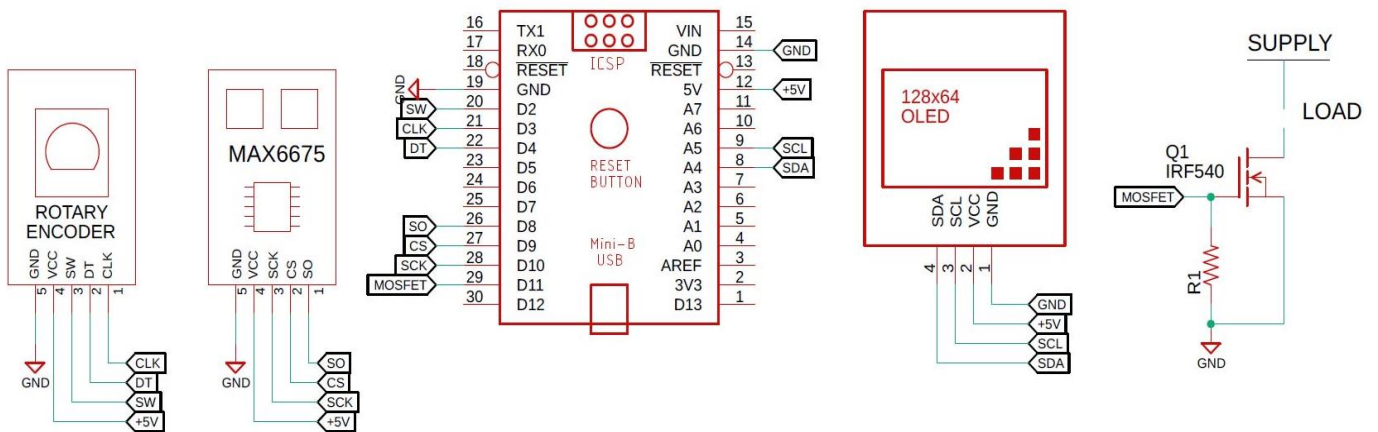 ROTARY
ENCODER
GND
VCC
SW
DT
CLK
5
4
3
2
1
GND
CLK
DT
SW
+5V
MAX6675
GND
VCC
SCK
CS
SO
5
4
3
2
1
GND
SO
CS
SCK
+5V
16 TX1
17 RX0
18 RESET
19 GND
20 D2
21 D3
22 D4
23 D5
24 D6
25 D7
26 D8
27 D9
28 D10
29 D11
30 D12
GND
SW
CLK
DT
SO
CS
SCK
MOSFET
ICSP
RESET
BUTTON
Mini-B
USB
VIN 15
GND 14
RESET 13
5V 12
A7 11
A6 10
A5 9
A4 8
A3 7
A2 6
A1 5
A0 4
AREF 3
3V3 2
D13 1
GND
+5V
SCL
SDA
128x64
OLED
SDA
SCL
VCC
GND
4
3
2
1
GND
+5V
SCL
SDA
SUPPLY
LOAD
Q1
IRF540
MOSFET
R1
GND